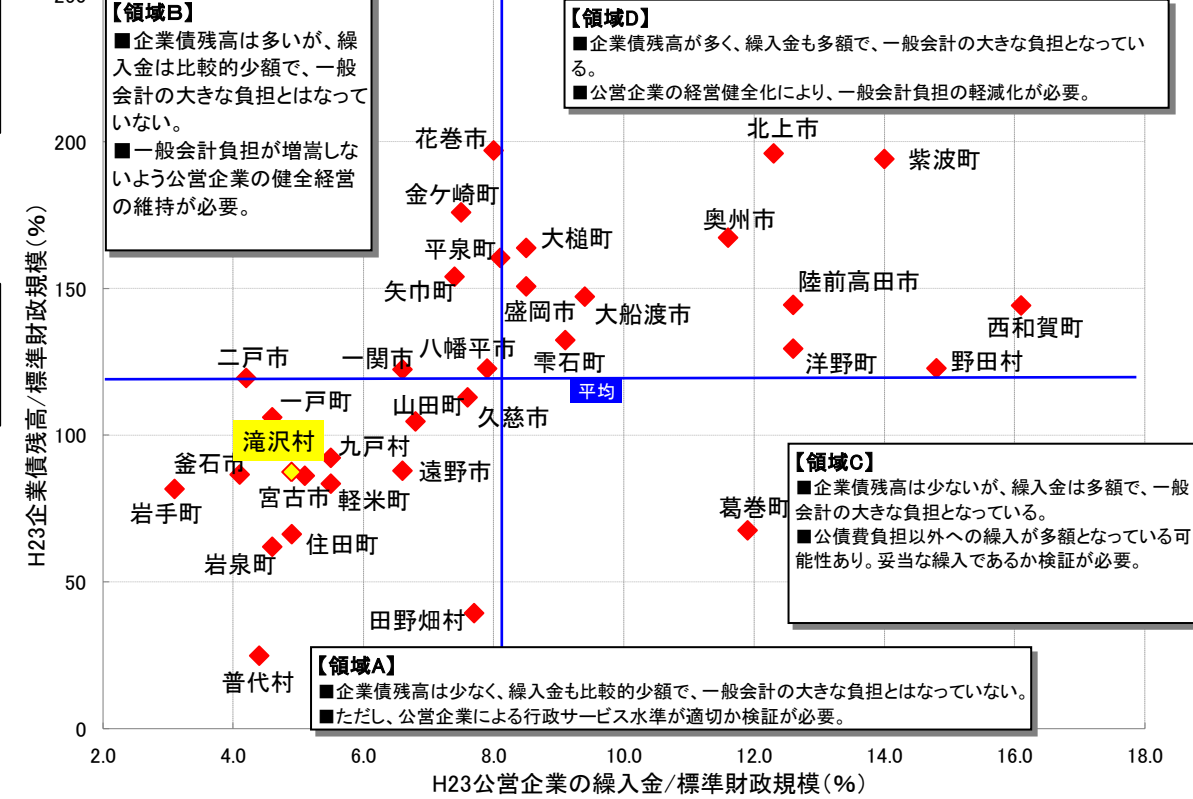 【領域B】
■企業債残高は多いが、繰
入金は比較的少額で、一般
会計の大きな負担とはなって
いない。
■一般会計負担が増嵩しな
いよう公営企業の健全経営
の維持が必要。
【領域D】
■企業債残高が多く、繰入金も多額で、一般会計の大きな負担となってい
る。
■公営企業の経営健全化により、一般会計負担の軽減化が必要。
200
150
100
50
0
H23企業債残高/標準財政規模(%)
花巻市
北上市
紫波町
金ケ崎町
奥州市
平泉町
大槌町
矢巾町
盛岡市
大船渡市
陸前高田市
西和賀町
雫石町
洋野町
野田村
二戸市
一関市
八幡平市
平均
一戸町
山田町
久慈市
滝沢村
九戸村
釜石市
宮古市
軽米町
遠野市
岩手町
住田町
岩泉町
葛巻町
田野畑村
普代村
【領域C】
■企業債残高は少ないが、繰入金は多額で、一般
会計の大きな負担となっている。
■公債費負担以外への繰入が多額となっている可
能性あり。妥当な繰入であるか検証が必要。
【領域A】
■企業債残高は少なく、繰入金も比較的少額で、一般会計の大きな負担とはなっていない。
■ただし、公営企業による行政サービス水準が適切か検証が必要。
2.0 4.0 6.0 8.0 10.0 12.0 14.0 16.0 18.0
H23公営企業の繰入金/標準財政規模(%)